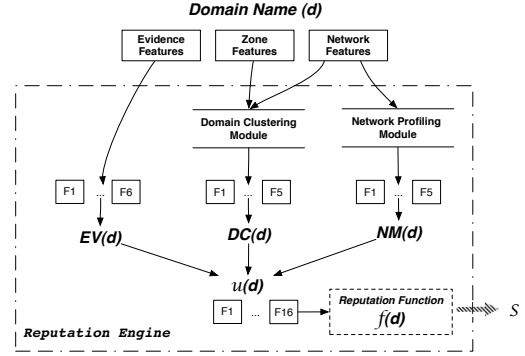 Domain Name (d)
Evidence Features
Zone Features
Network Features
Domain Clustering Module
Network Profiling Module
F1 ... F6
F1 ... F5
F1 ... F5
EV(d)
DC(d)
NM(d)
u(d)
F1 ... F16
Reputation Function
f(d)
S
Reputation Engine